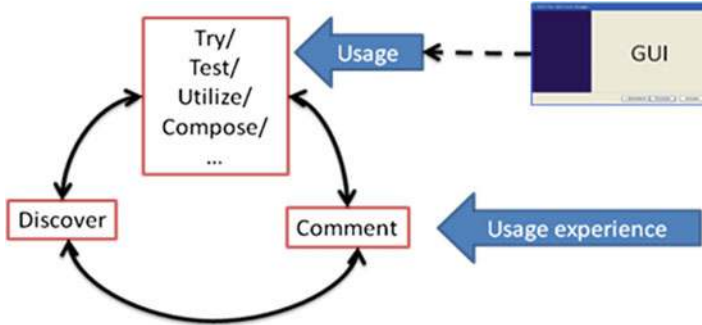 Try/
Test/
Utilize/
Compose/
...
Usage
GUI
Discover
Comment
Usage experience